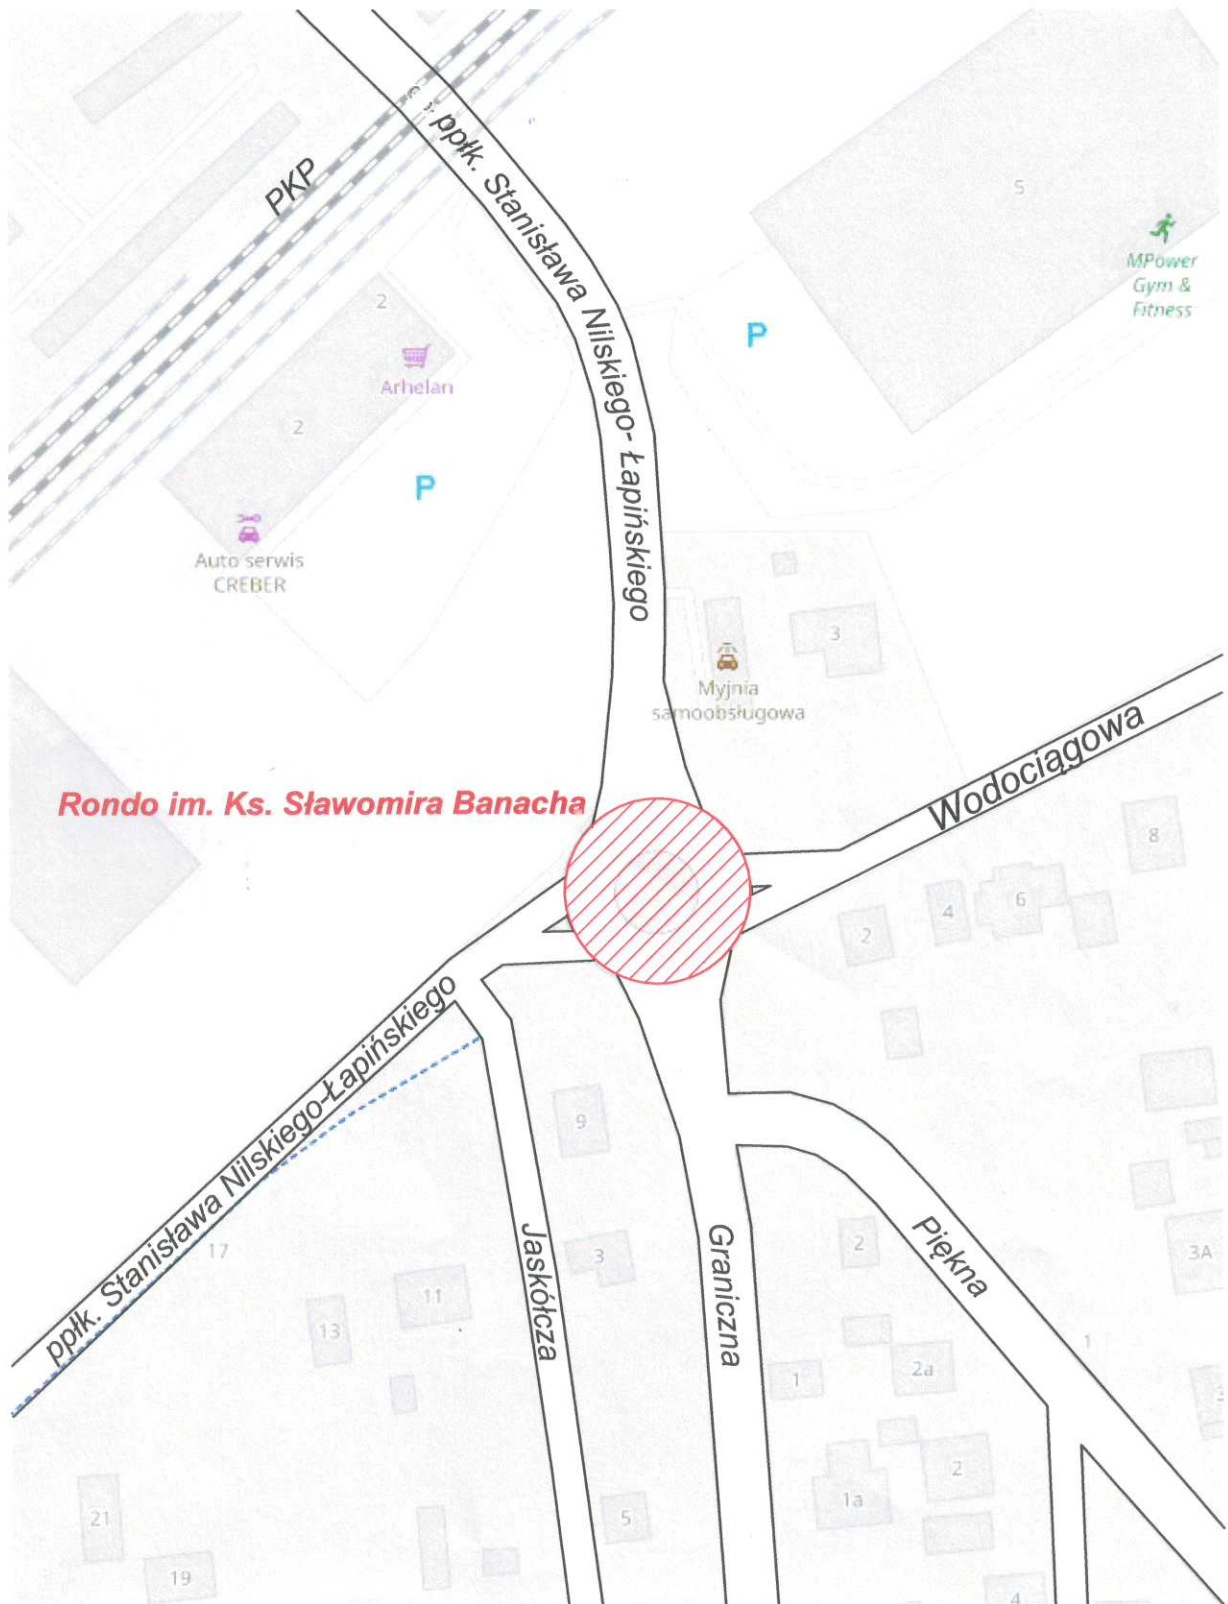 PKP
ppłk. Stanisława Nilskiego- Łapińskiego
5
MPower
Gym &
Fitness
2
P
Arhelan
2
P
Auto serwis
CREBER
3
Myjnia
samoobsługowa
Wodociągowa
Rondo im. Ks. Sławomira Banacha
8
6
4
2
ppłk. Stanisława Nilskiego-Łapińskiego
9
17
Jaskółcza
3
Graniczna
2
Piękna
3A
11
13
1
2a
1
2
1a
21
5
19
4